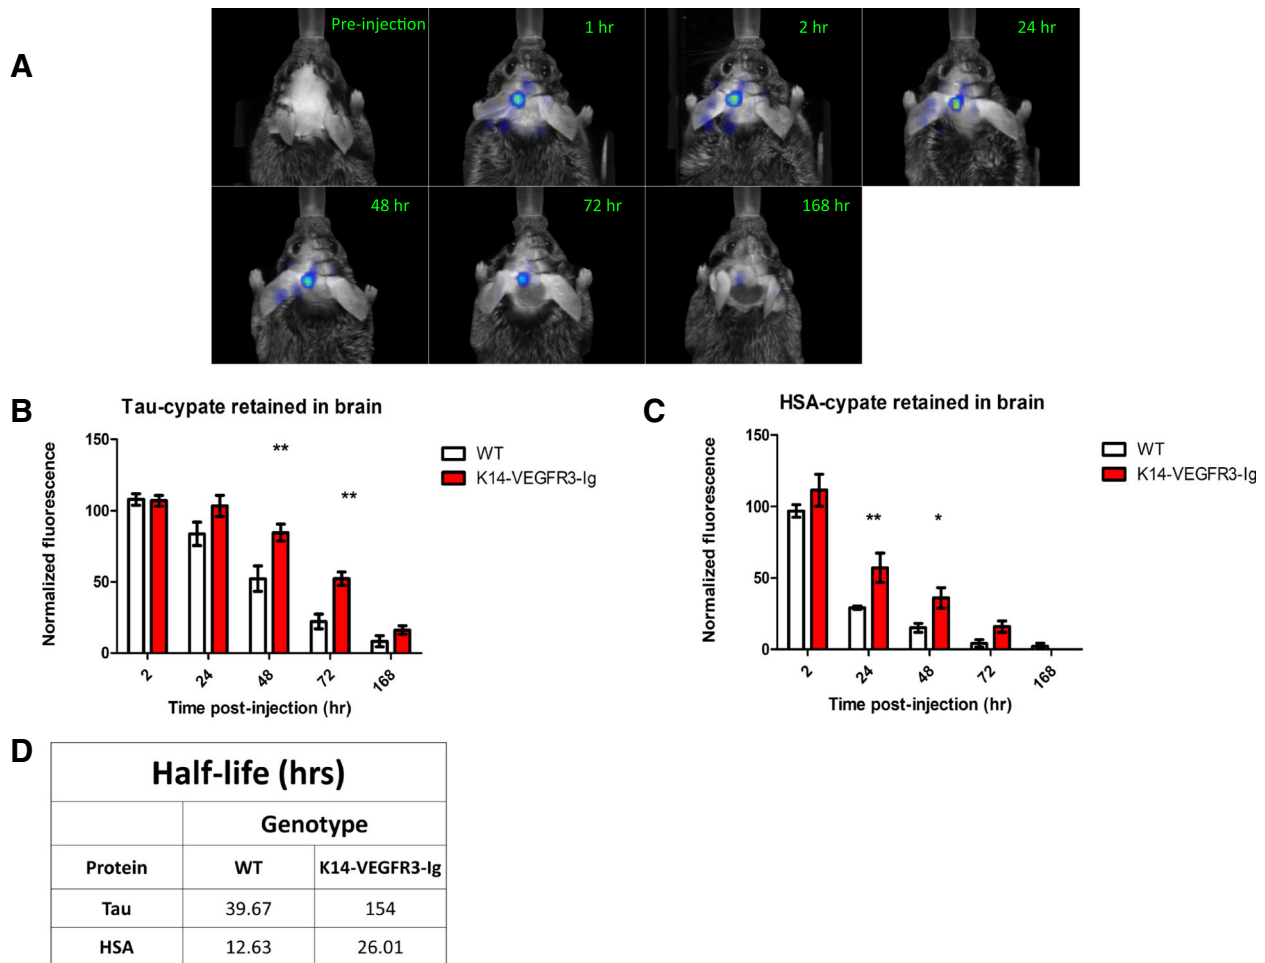 A
Pre-injection
1 hr
2 hr
24 hr
48 hr
72 hr
168 hr
B
Tau-cypate retained in brain
Normalized fluorescence
150
100
50
0
**
**
2
24
48
72
168
Time post-injection (hr)
WT
K14-VEGFR3-Ig
C
HSA-cypate retained in brain
Normalized fluorescence
150
100
50
0
**
*
2
24
48
72
168
Time post-injection (hr)
WT
K14-VEGFR3-Ig
D
Half-life (hrs)
Genotype
Protein WT K14-VEGFR3-Ig
Tau 39.67 154
HSA 12.63 26.01